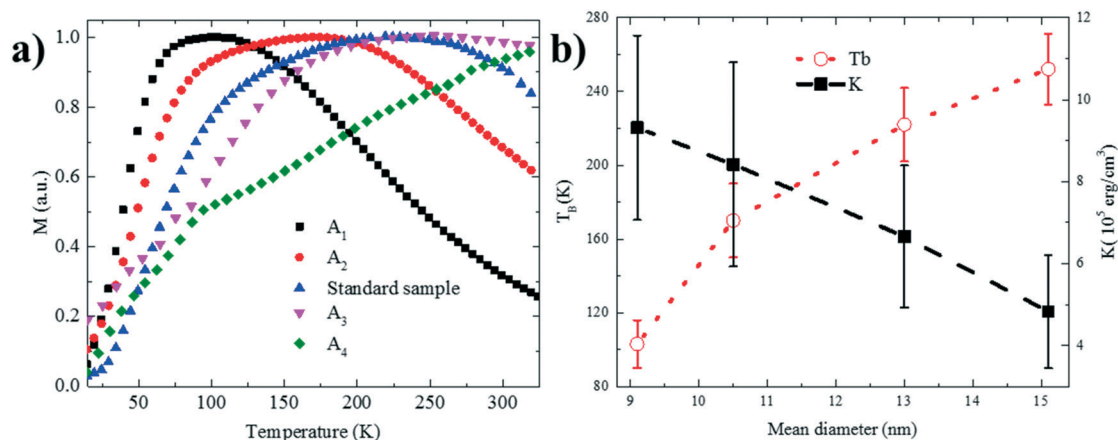 a)
M (a.u.)
1.0
0.8
0.6
0.4
0.2
0.0
A1
A2
Standard sample
A3
A4
50 100 150 200 250 300
Temperature (K)
b)
TB(K)
280
240
200
160
120
80
Tb
K
9 10 11 12 13 14 15
Mean diameter (nm)
12
10
8
6
4
K( 10^5 erg/cm^3)